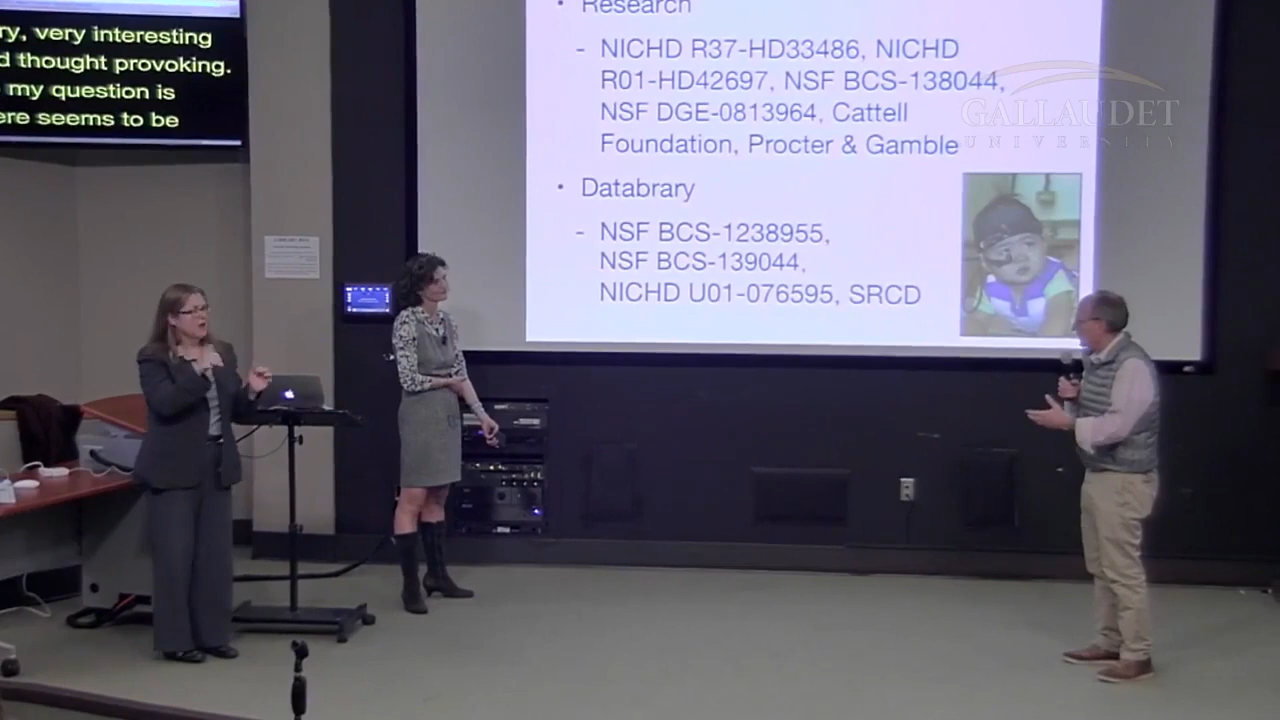 ry, very interesting
d thought provoking.
my question is
ere seems to be
• Research
- NICHD R37-HD33486, NICHD
R01-HD42697, NSF BCS-138044,
NSF DGE-0813964, Cattell
Foundation, Procter & Gamble
• Databrary
- NSF BCS-1238955,
NSF BCS-139044,
NICHD U01-076595, SRCD
GALLAUDET
UNIVERSITY